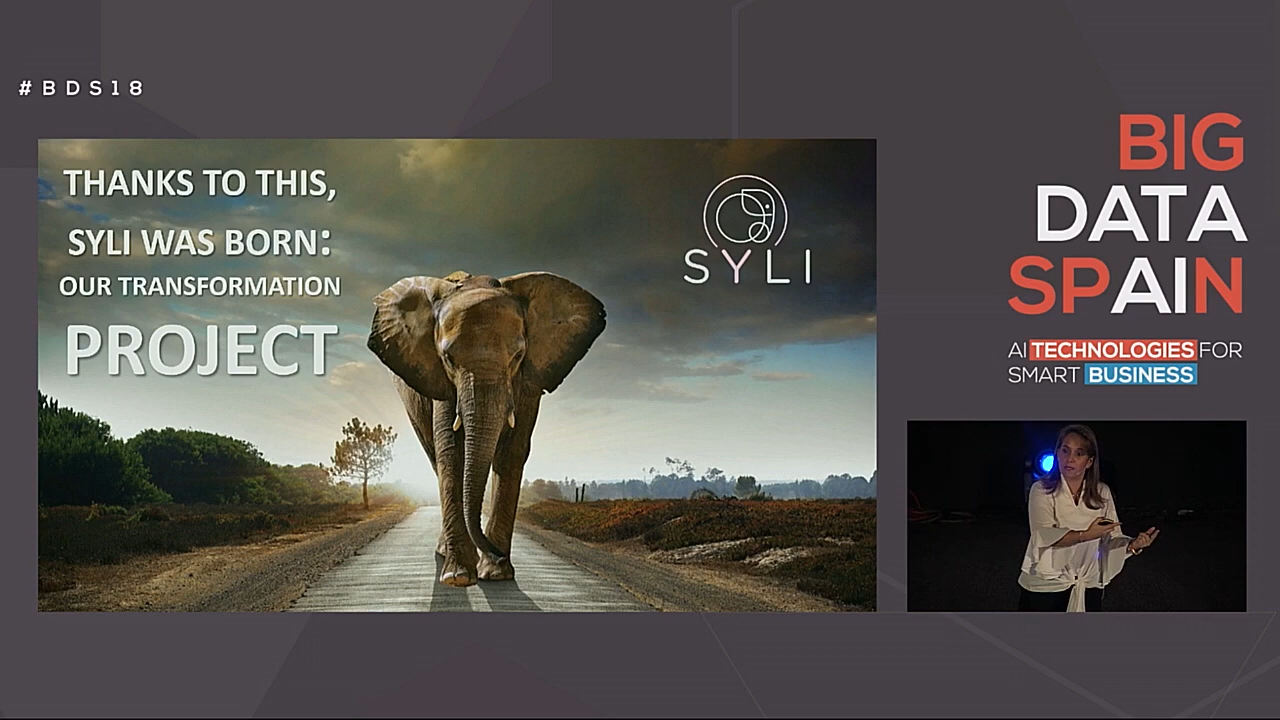 #BDS18
THANKS TO THIS,
SYLI WAS BORN:
OUR TRANSFORMATION
PROJECT
SYLI
BIG
DATA
SPAIN
AI TECHNOLOGIES FOR
SMART BUSINESS